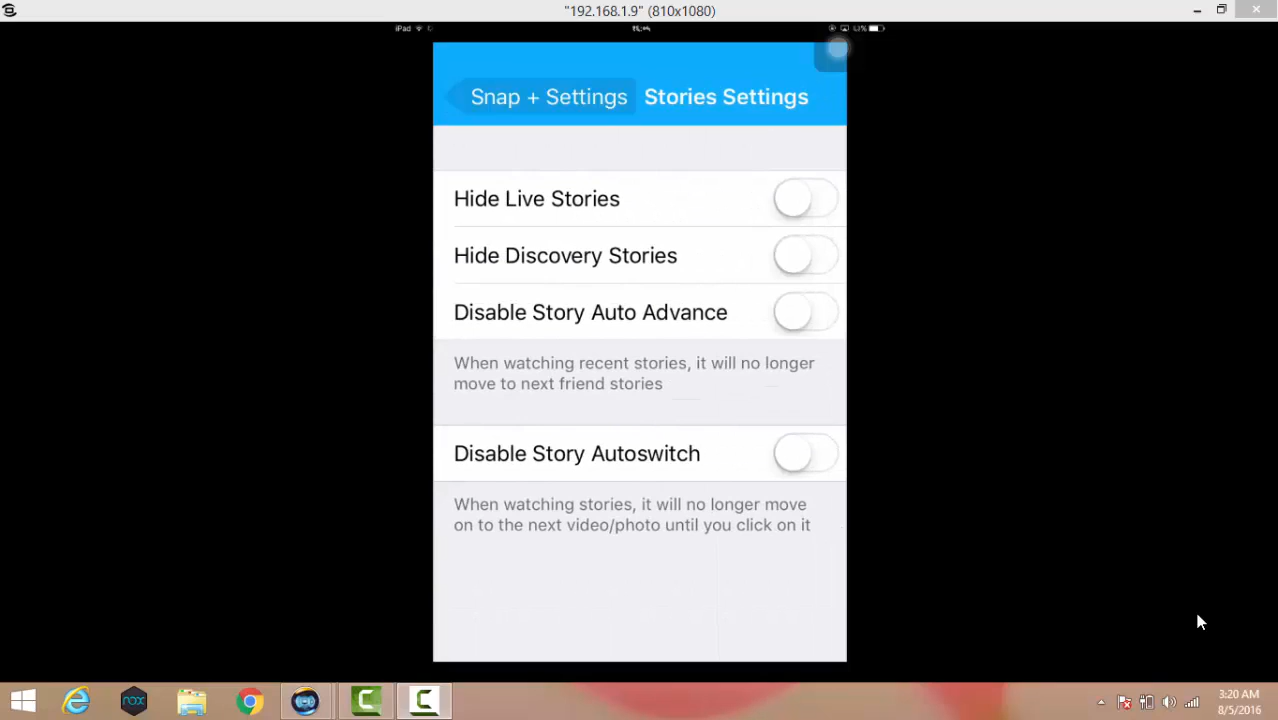 "192.168.1.9" (810x1080)
iPad
Snap + Settings
Stories Settings
Hide Live Stories
Hide Discovery Stories
Disable Story Auto Advance
When watching recent stories, it will no longer
move to next friend stories
Disable Story Autoswitch
When watching stories, it will no longer move
on to the next video/photo until you click on it
nox
3:20 AM
8/5/2016